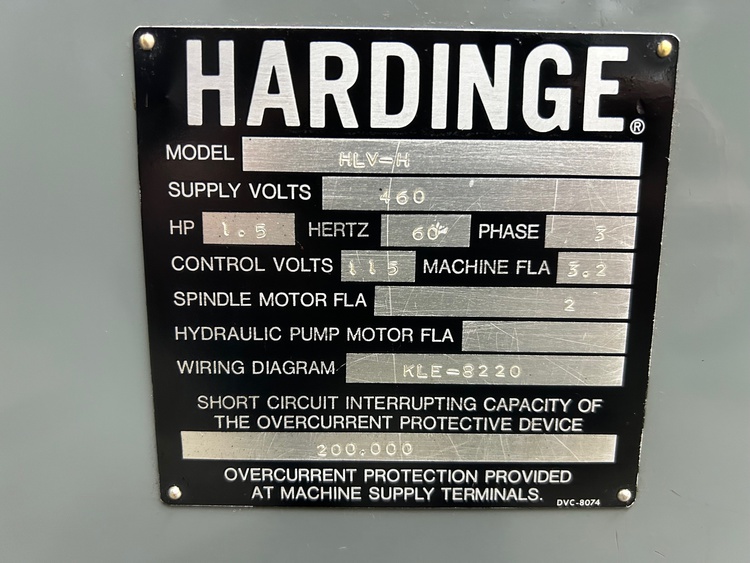 HARDINGE®
MODEL HLV-H
SUPPLY VOLTS 460
HP 1.5 HERTZ 60 PHASE 3
CONTROL VOLTS 115 MACHINE FLA 3.2
SPINDLE MOTOR FLA 2
HYDRAULIC PUMP MOTOR FLA
WIRING DIAGRAM KLE-8220
SHORT CIRCUIT INTERRUPTING CAPACITY OF
THE OVERCURRENT PROTECTIVE DEVICE
200.000
OVERCURRENT PROTECTION PROVIDED
AT MACHINE SUPPLY TERMINALS.
DVC-8074